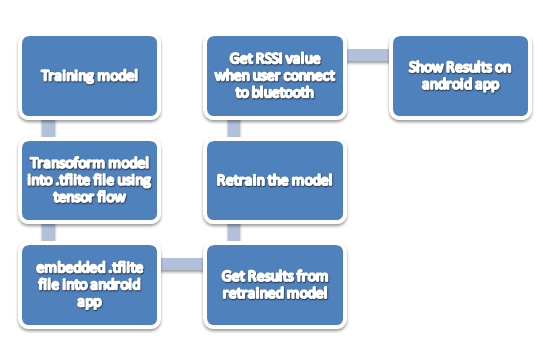 Training model
Transoform model
into .tflite file using
tensor flow
embedded .tflite
file into android
app
Get Results from
retrained model
Retrain the model
Get RSSI value
when user connect
to bluetooth
Show Results on
android app